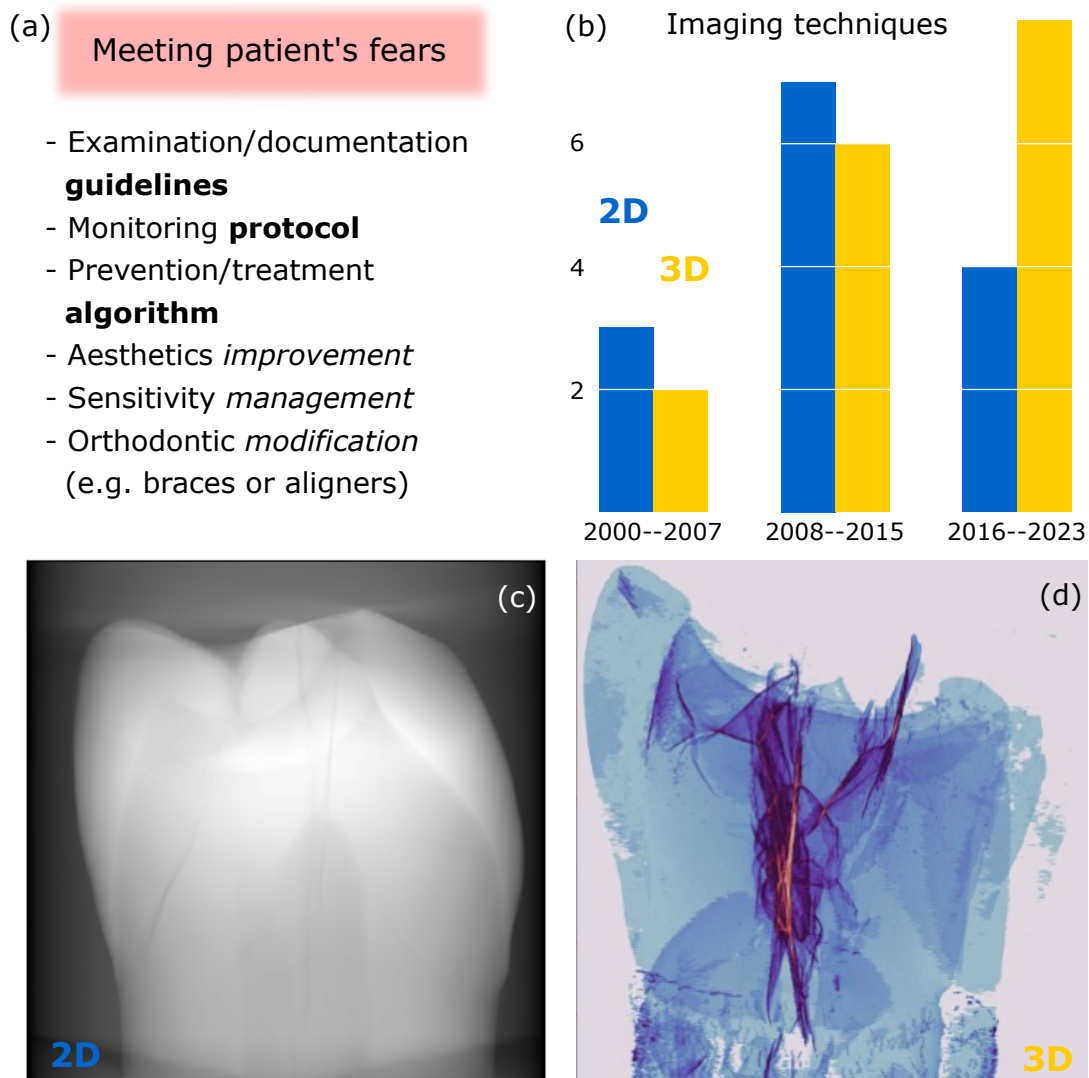 (a)
Meeting patient's fears
- Examination/documentation
guidelines
- Monitoring protocol
- Prevention/treatment
algorithm
- Aesthetics improvement
- Sensitivity management
- Orthodontic modification
(e.g. braces or aligners)
(b)
Imaging techniques
6
4
2
2D
3D
2000--2007
2008--2015
2016--2023
(c)
2D
(d)
3D